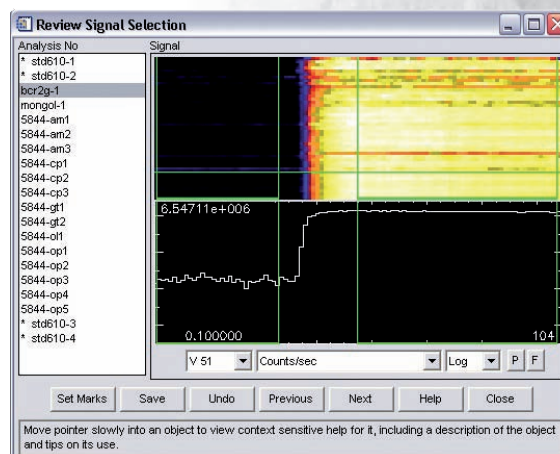 Review Signal Selection
Analysis No
Signal
* std610-1
* std610-2
bcr2g-1
mongol-1
5844-am1
5844-am2
5844-am3
5844-cp1
5844-cp2
5844-cp3
5844-gt1
5844-gt2
5844-ol1
5844-op1
5844-op2
5844-op3
5844-op4
5844-op5
* std610-3
* std610-4
6.54711e+006
0.100000 104
V 51 Counts/sec Log P F
Set Marks Save Undo Previous Next Help Close
Move pointer slowly into an object to view context sensitive help for it, including a description of the object
and tips on its use.